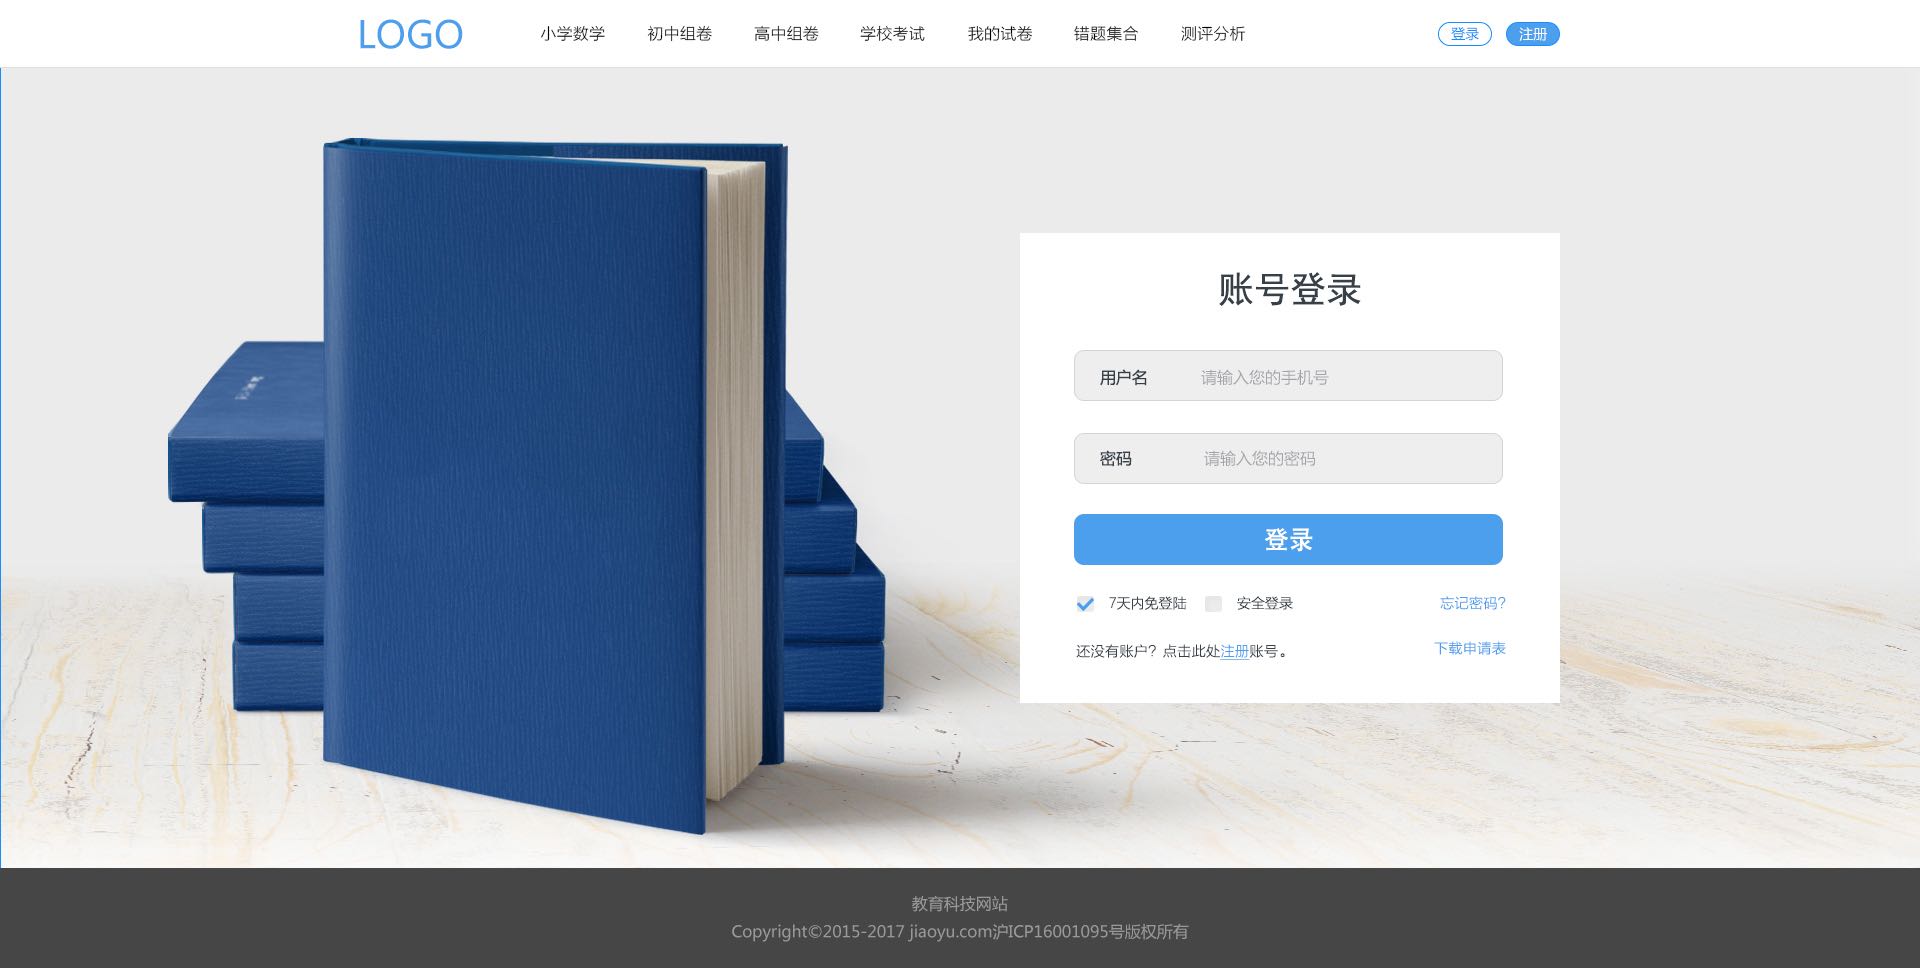 LOGO 小学数学 初中组卷 高中组卷 学校考试 我的试卷 错题集合 测评分析 登录 注册
账号登录
用户名 请输入您的手机号
密码 请输入您的密码
登录
7天内免登陆 安全登录 忘记密码?
还没有账户? 点击此处注册账号。 下载申请表
教育科技网站
Copyright©2015-2017 jiaoyu.com沪ICP16001095号版权所有